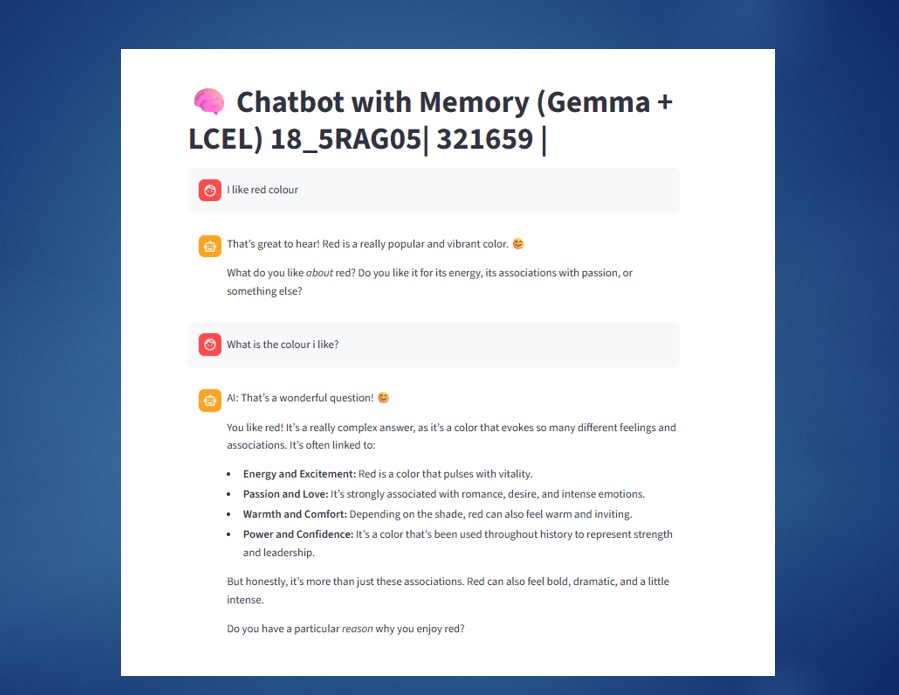 🧠 Chatbot with Memory (Gemma +
LCEL) 18_5RAG05| 321659 |
I like red colour
That's great to hear! Red is a really popular and vibrant color. 😊
What do you like about red? Do you like it for its energy, its associations with passion, or
something else?
What is the colour i like?
AI: That's a wonderful question! 😊
You like red! It's a really complex answer, as it's a color that evokes so many different feelings and
associations. It's often linked to:
• Energy and Excitement: Red is a color that pulses with vitality.
• Passion and Love: It's strongly associated with romance, desire, and intense emotions.
• Warmth and Comfort: Depending on the shade, red can also feel warm and inviting.
• Power and Confidence: It's a color that's been used throughout history to represent strength
and leadership.
But honestly, it's more than just these associations. Red can also feel bold, dramatic, and a little
intense.
Do you have a particular reason why you enjoy red?